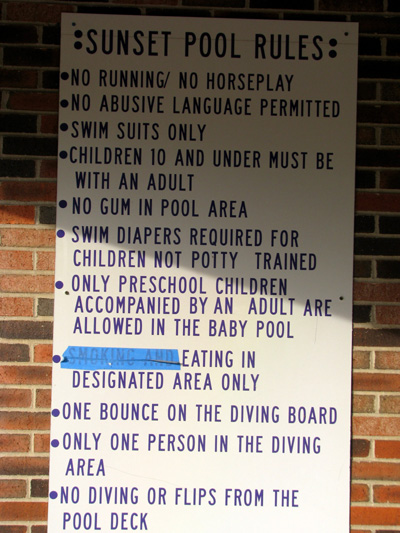 :SUNSET POOL RULES:
•NO RUNNING/ NO HORSEPLAY
•NO ABUSIVE LANGUAGE PERMITTED
•SWIM SUITS ONLY
•CHILDREN 10 AND UNDER MUST BE
WITH AN ADULT
•NO GUM IN POOL AREA
•SWIM DIAPERS REQUIRED FOR
CHILDREN NOT POTTY TRAINED
•ONLY PRESCHOOL CHILDREN
ACCOMPANIED BY AN ADULT ARE
ALLOWED IN THE BABY POOL
•SMOKING AND EATING IN
DESIGNATED AREA ONLY
•ONE BOUNCE ON THE DIVING BOARD
•ONLY ONE PERSON IN THE DIVING
AREA
•NO DIVING OR FLIPS FROM THE
POOL DECK